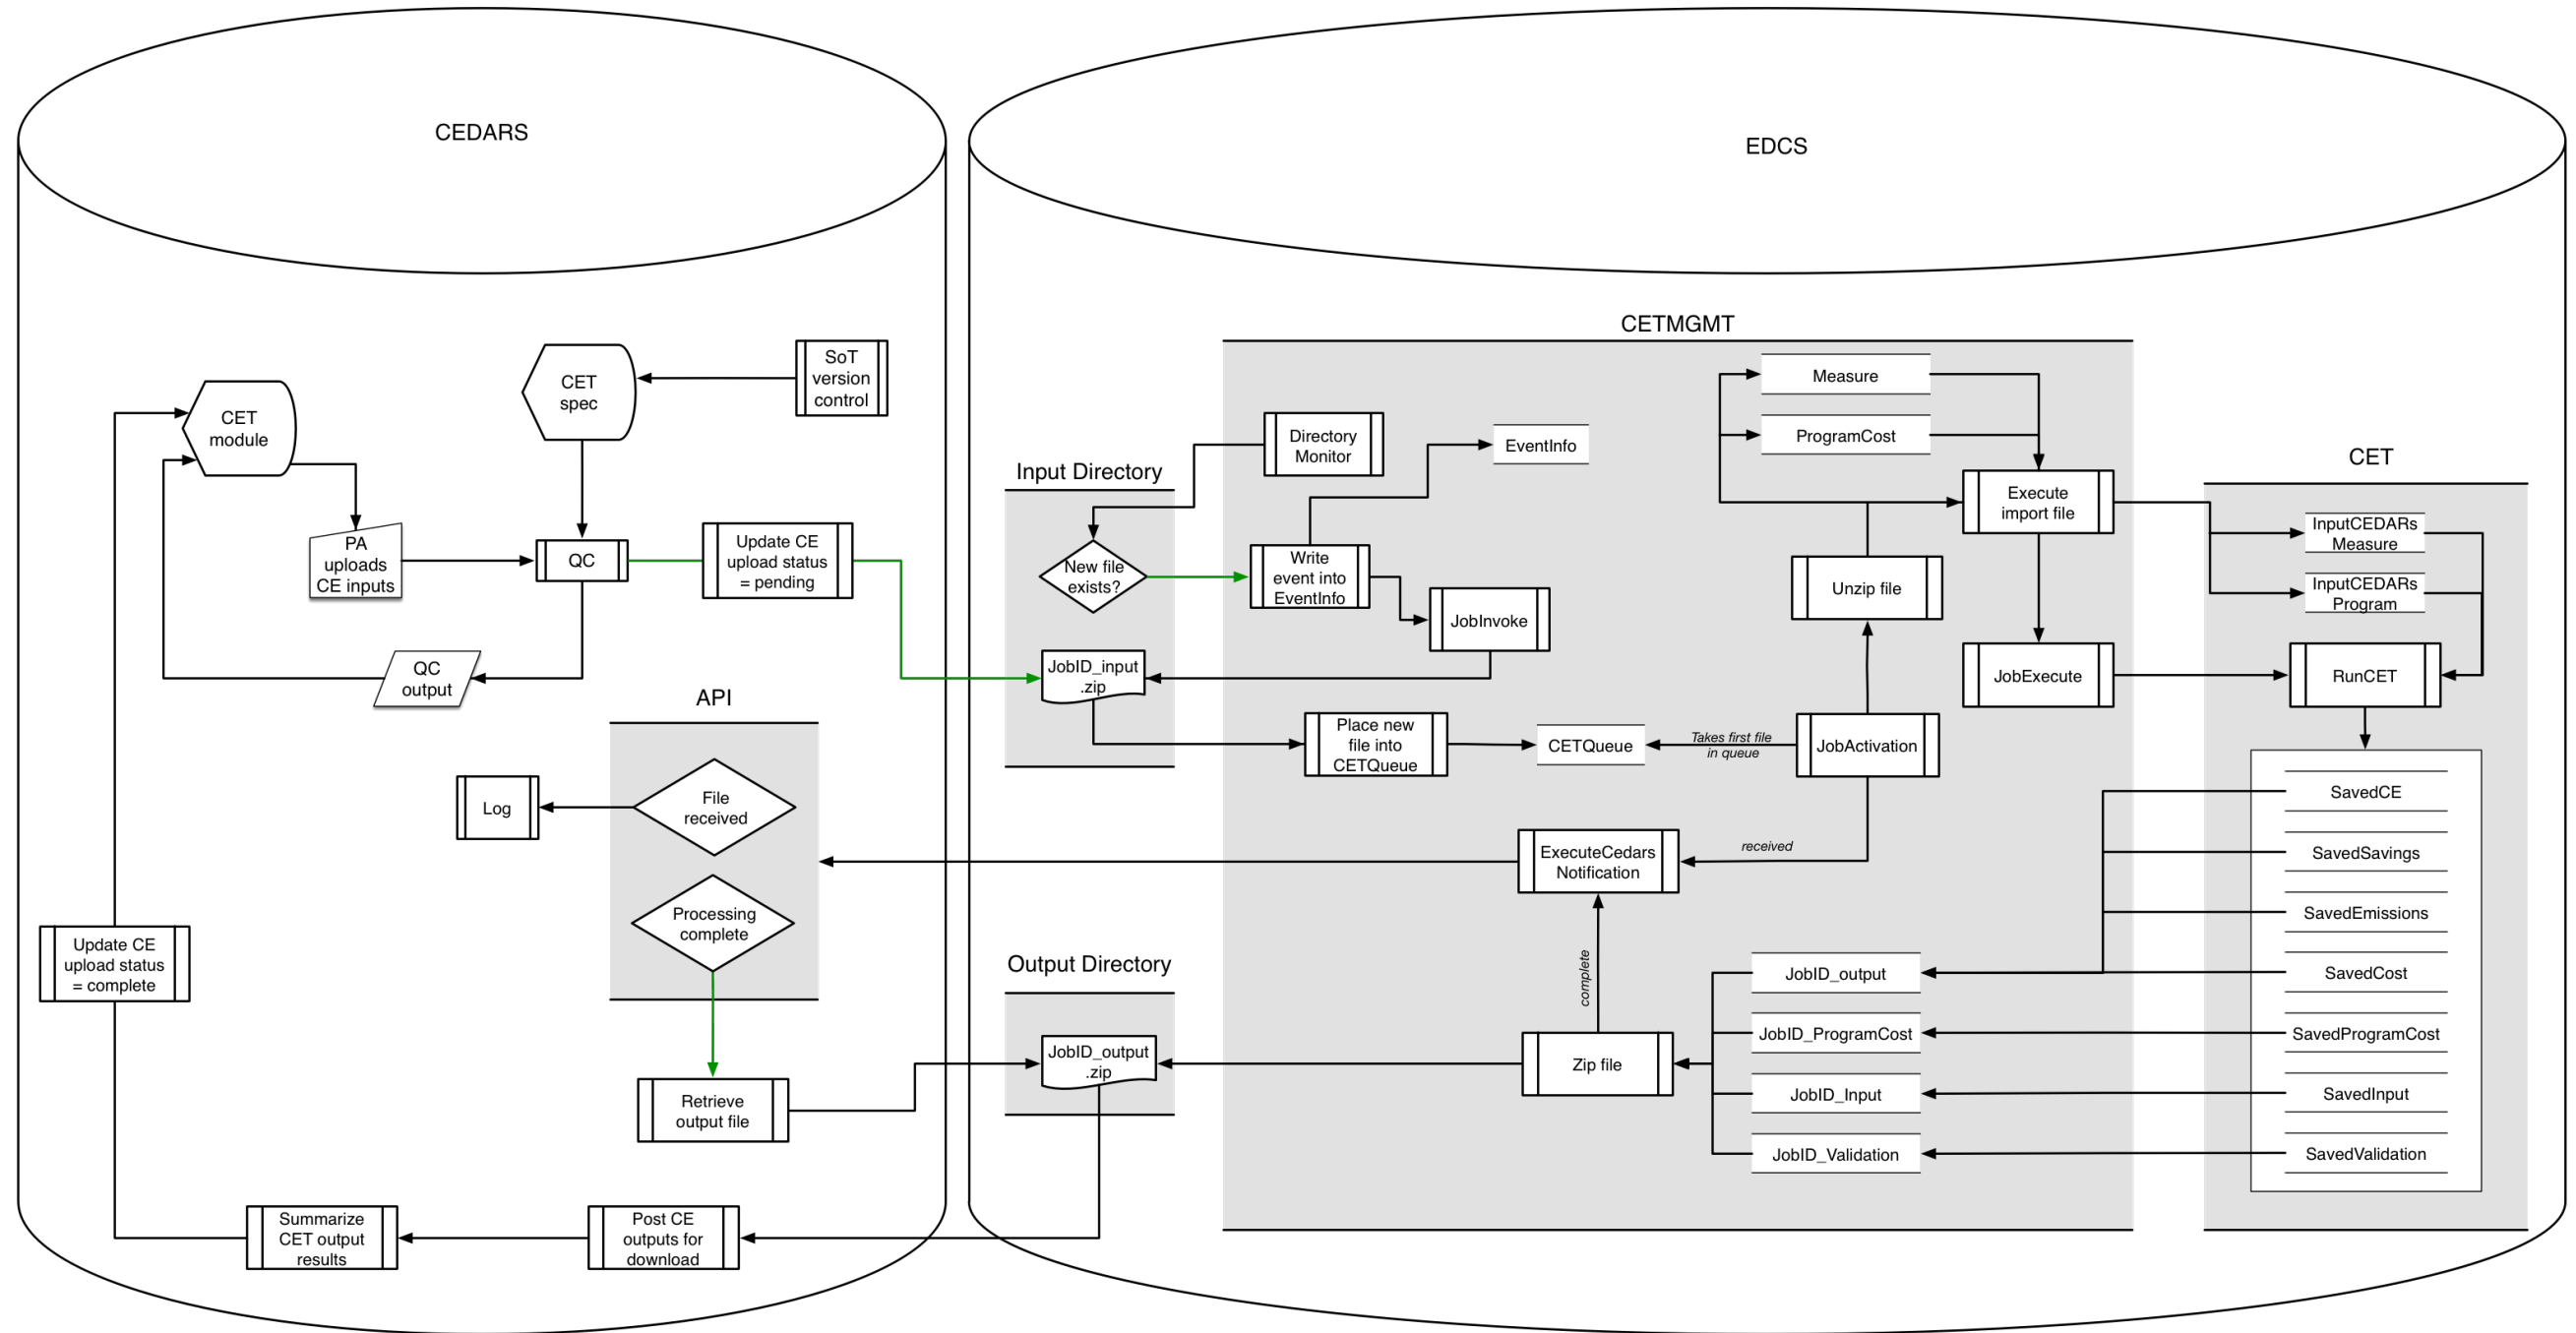 CEDARS
EDCS
SoT
version
control
CET
spec
CET
module
PA
uploads
CE inputs
QC
Update CE
upload status
= pending
QC
output
API
File
received
Log
Processing
complete
Update CE
upload status
= complete
Retrieve
output file
Summarize
CET output
results
Post CE
outputs for
download
Input Directory
New file
exists?
JobID_input
.zip
Output Directory
JobID_output
.zip
CETMGMT
Directory
Monitor
EventInfo
Write
event into
EventInfo
JobInvoke
Place new
file into
CETQueue
CETQueue
Takes first file
in queue
JobActivation
Measure
ProgramCost
Execute
import file
Unzip file
JobExecute
ExecuteCedars
Notification
received
complete
Zip file
JobID_output
JobID_ProgramCost
JobID_Input
JobID_Validation
CET
InputCEDARs
Measure
InputCEDARs
Program
RunCET
SavedCE
SavedSavings
SavedEmissions
SavedCost
SavedProgramCost
SavedInput
SavedValidation